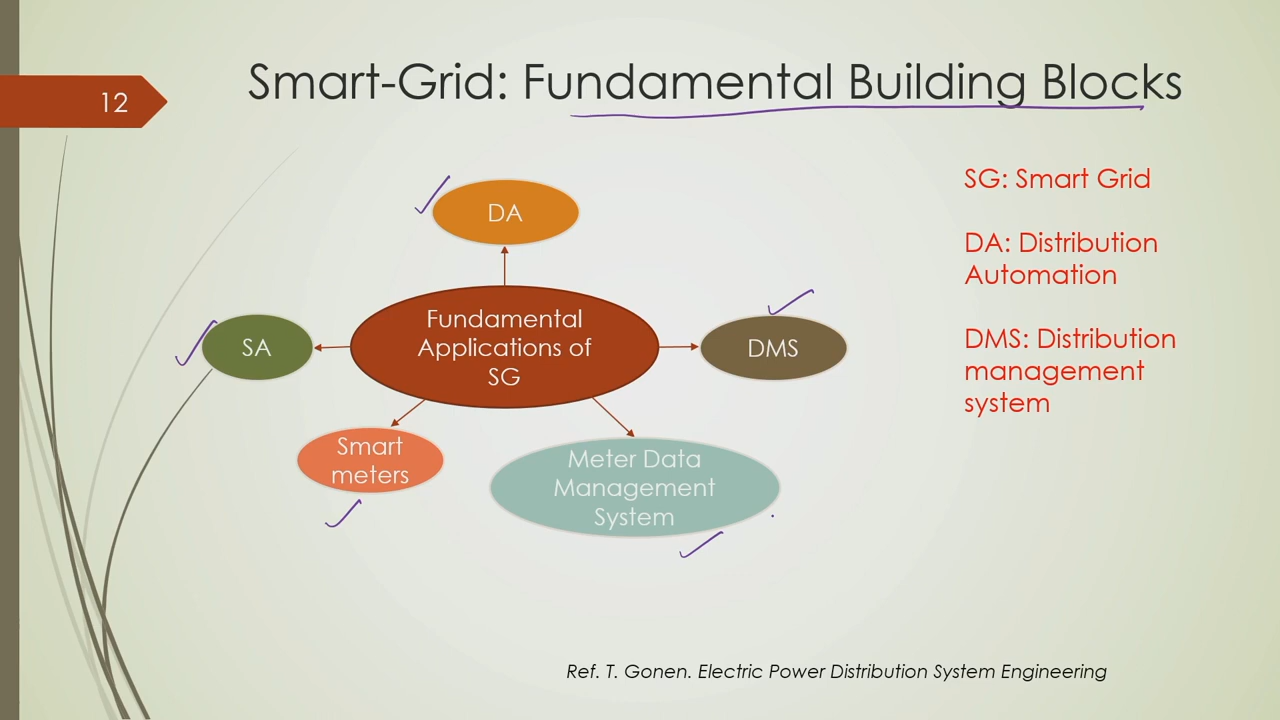 12
Smart-Grid: Fundamental Building Blocks
DA
SA
Fundamental
Applications of
SG
DMS
Smart
meters
Meter Data
Management
System
SG: Smart Grid
DA: Distribution
Automation
DMS: Distribution
management
system
Ref. T. Gonen. Electric Power Distribution System Engineering